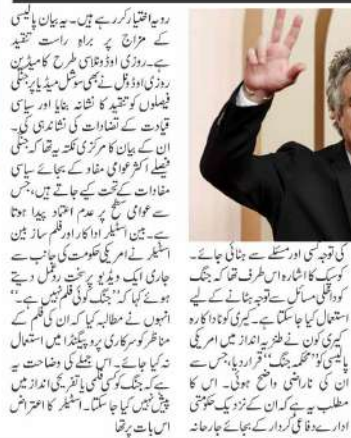 رویہ اختیار کر رہے ہیں۔ یہ بیان پالیسی
کے مزاج پر براہ راست تنقید
ہے۔ روزی اوڈونلاسی طرح کامیڈین
روزی اوڈونل نے بھی سوشل میڈیا پر جنگی
فیصلوں کو تنقید کا نشانہ بنایا اور سیاسی
قیادت کے تضادات کی نشاندہی کی۔
ان کے بیان کا مرکزی نکتہ یہ تھا کہ جنگی
فیصلے اکثر عوامی مفاد کے بجائے سیاسی
مفادات کے تحت کیے جاتے ہیں، جس
سے عوامی سطح پر عدم اعتماد پیدا ہوتا
ہے۔ بین اسٹیلر اداکار اور فلم ساز بین
اسٹیلر نے امریکی حکومت کی جانب سے
جاری ایک ویڈیو پر سخت ردعمل دیتے
ہوئے کہا کہ ”جنگ کوئی فلم نہیں ہے۔“
انہوں نے مطالبہ کیا کہ ان کی فلم کے
مناظر کو سرکاری پروپیگنڈا میں استعمال
نہ کیا جائے۔ اس جملے کی وضاحت یہ
ہے کہ جنگ کو کسی فلمی یا تفریحی انداز میں
پیش نہیں کیا جا سکتا۔ اسٹیلر کا اعتراض
اس بات پر تھا
کی توجہ کسی اور مسئلے سے ہٹائی جائے۔
کوسیک کا اشارہ اس طرف تھا کہ جنگ
کو داخلی مسائل سے توجہ ہٹانے کے لیے
استعمال کیا جا سکتا ہے۔ کیری کونا داکارہ
کیری کون نے طنزیہ انداز میں امریکی
پالیسی کو ”محکمہ جنگ“ قرار دیا، جس سے
ان کی ناراضی واضح ہوئی۔ اس کا
مطلب یہ ہے کہ ان کے نزدیک حکومتی
ادارے دفاعی کردار کے بجائے جارحانہ